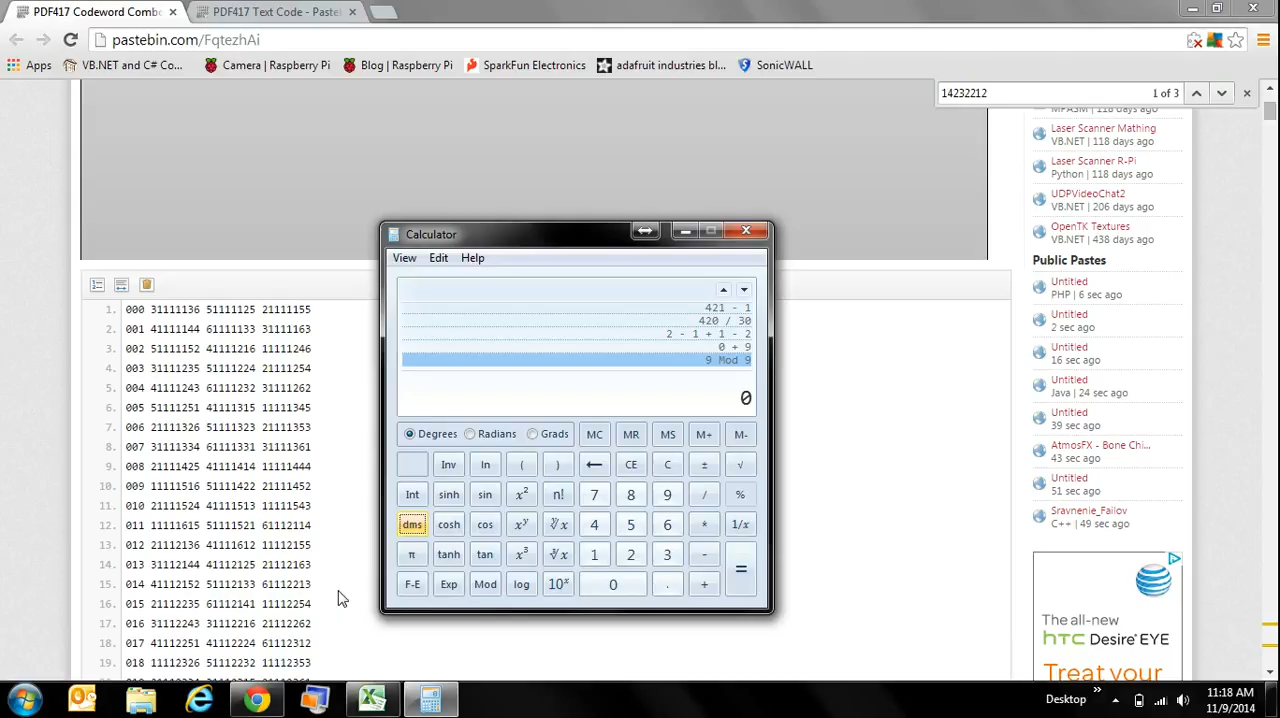 PDF417 Codeword Combo
PDF417 Text Code - Pastel
pastebin.com/FqtezhAi
Apps VB.NET and C# Co... Camera | Raspberry Pi Blog | Raspberry Pi SparkFun Electronics adafruit industries bl... SonicWALL
14232212 1 of 3
118 days ago
Laser Scanner Mathing
VB.NET | 118 days ago
Laser Scanner R-Pi
Python | 118 days ago
UDPVideoChat2
VB.NET | 206 days ago
OpenTK Textures
VB.NET | 438 days ago
Public Pastes
Untitled
PHP | 6 sec ago
Untitled
2 sec ago
Untitled
16 sec ago
Untitled
Java | 24 sec ago
Untitled
39 sec ago
AtmosFX - Bone Chi...
43 sec ago
Untitled
51 sec ago
Sravnenie_Failov
C++ | 49 sec ago
1. 000 31111136 51111125 21111155
2. 001 41111144 61111133 31111163
3. 002 51111152 41111216 11111246
4. 003 31111235 51111224 21111254
5. 004 41111243 61111232 31111262
6. 005 51111251 41111315 11111345
7. 006 21111326 51111323 21111353
8. 007 31111334 61111331 31111361
9. 008 21111425 41111414 11111444
10. 009 11111516 51111422 21111452
11. 010 21111524 41111513 11111543
12. 011 11111615 51111521 61112114
13. 012 21112136 41111612 11112155
14. 013 31112144 41112125 21112163
15. 014 41112152 51112133 61112213
16. 015 21112235 61112141 11112254
17. 016 31112243 31112216 21112262
18. 017 41112251 41112224 61112312
19. 018 11112326 51112232 11112353
Calculator
View Edit Help
421 - 1
420 / 30
2 - 1 + 1 - 2
0 + 9
9 Mod 9
0
Degrees Radians Grads MC MR MS M+ M-
Inv ln ( ) ← CE C ± √
Int sinh sin x² n! 7 8 9 / %
dms cosh cos xʸ ʸ√x 4 5 6 * 1/x
π tanh tan x³ ³√x 1 2 3 - =
F-E Exp Mod log 10ˣ 0 . +
AT&T
The all-new
HTC Desire EYE
Treat your
Desktop
11:18 AM
11/9/2014